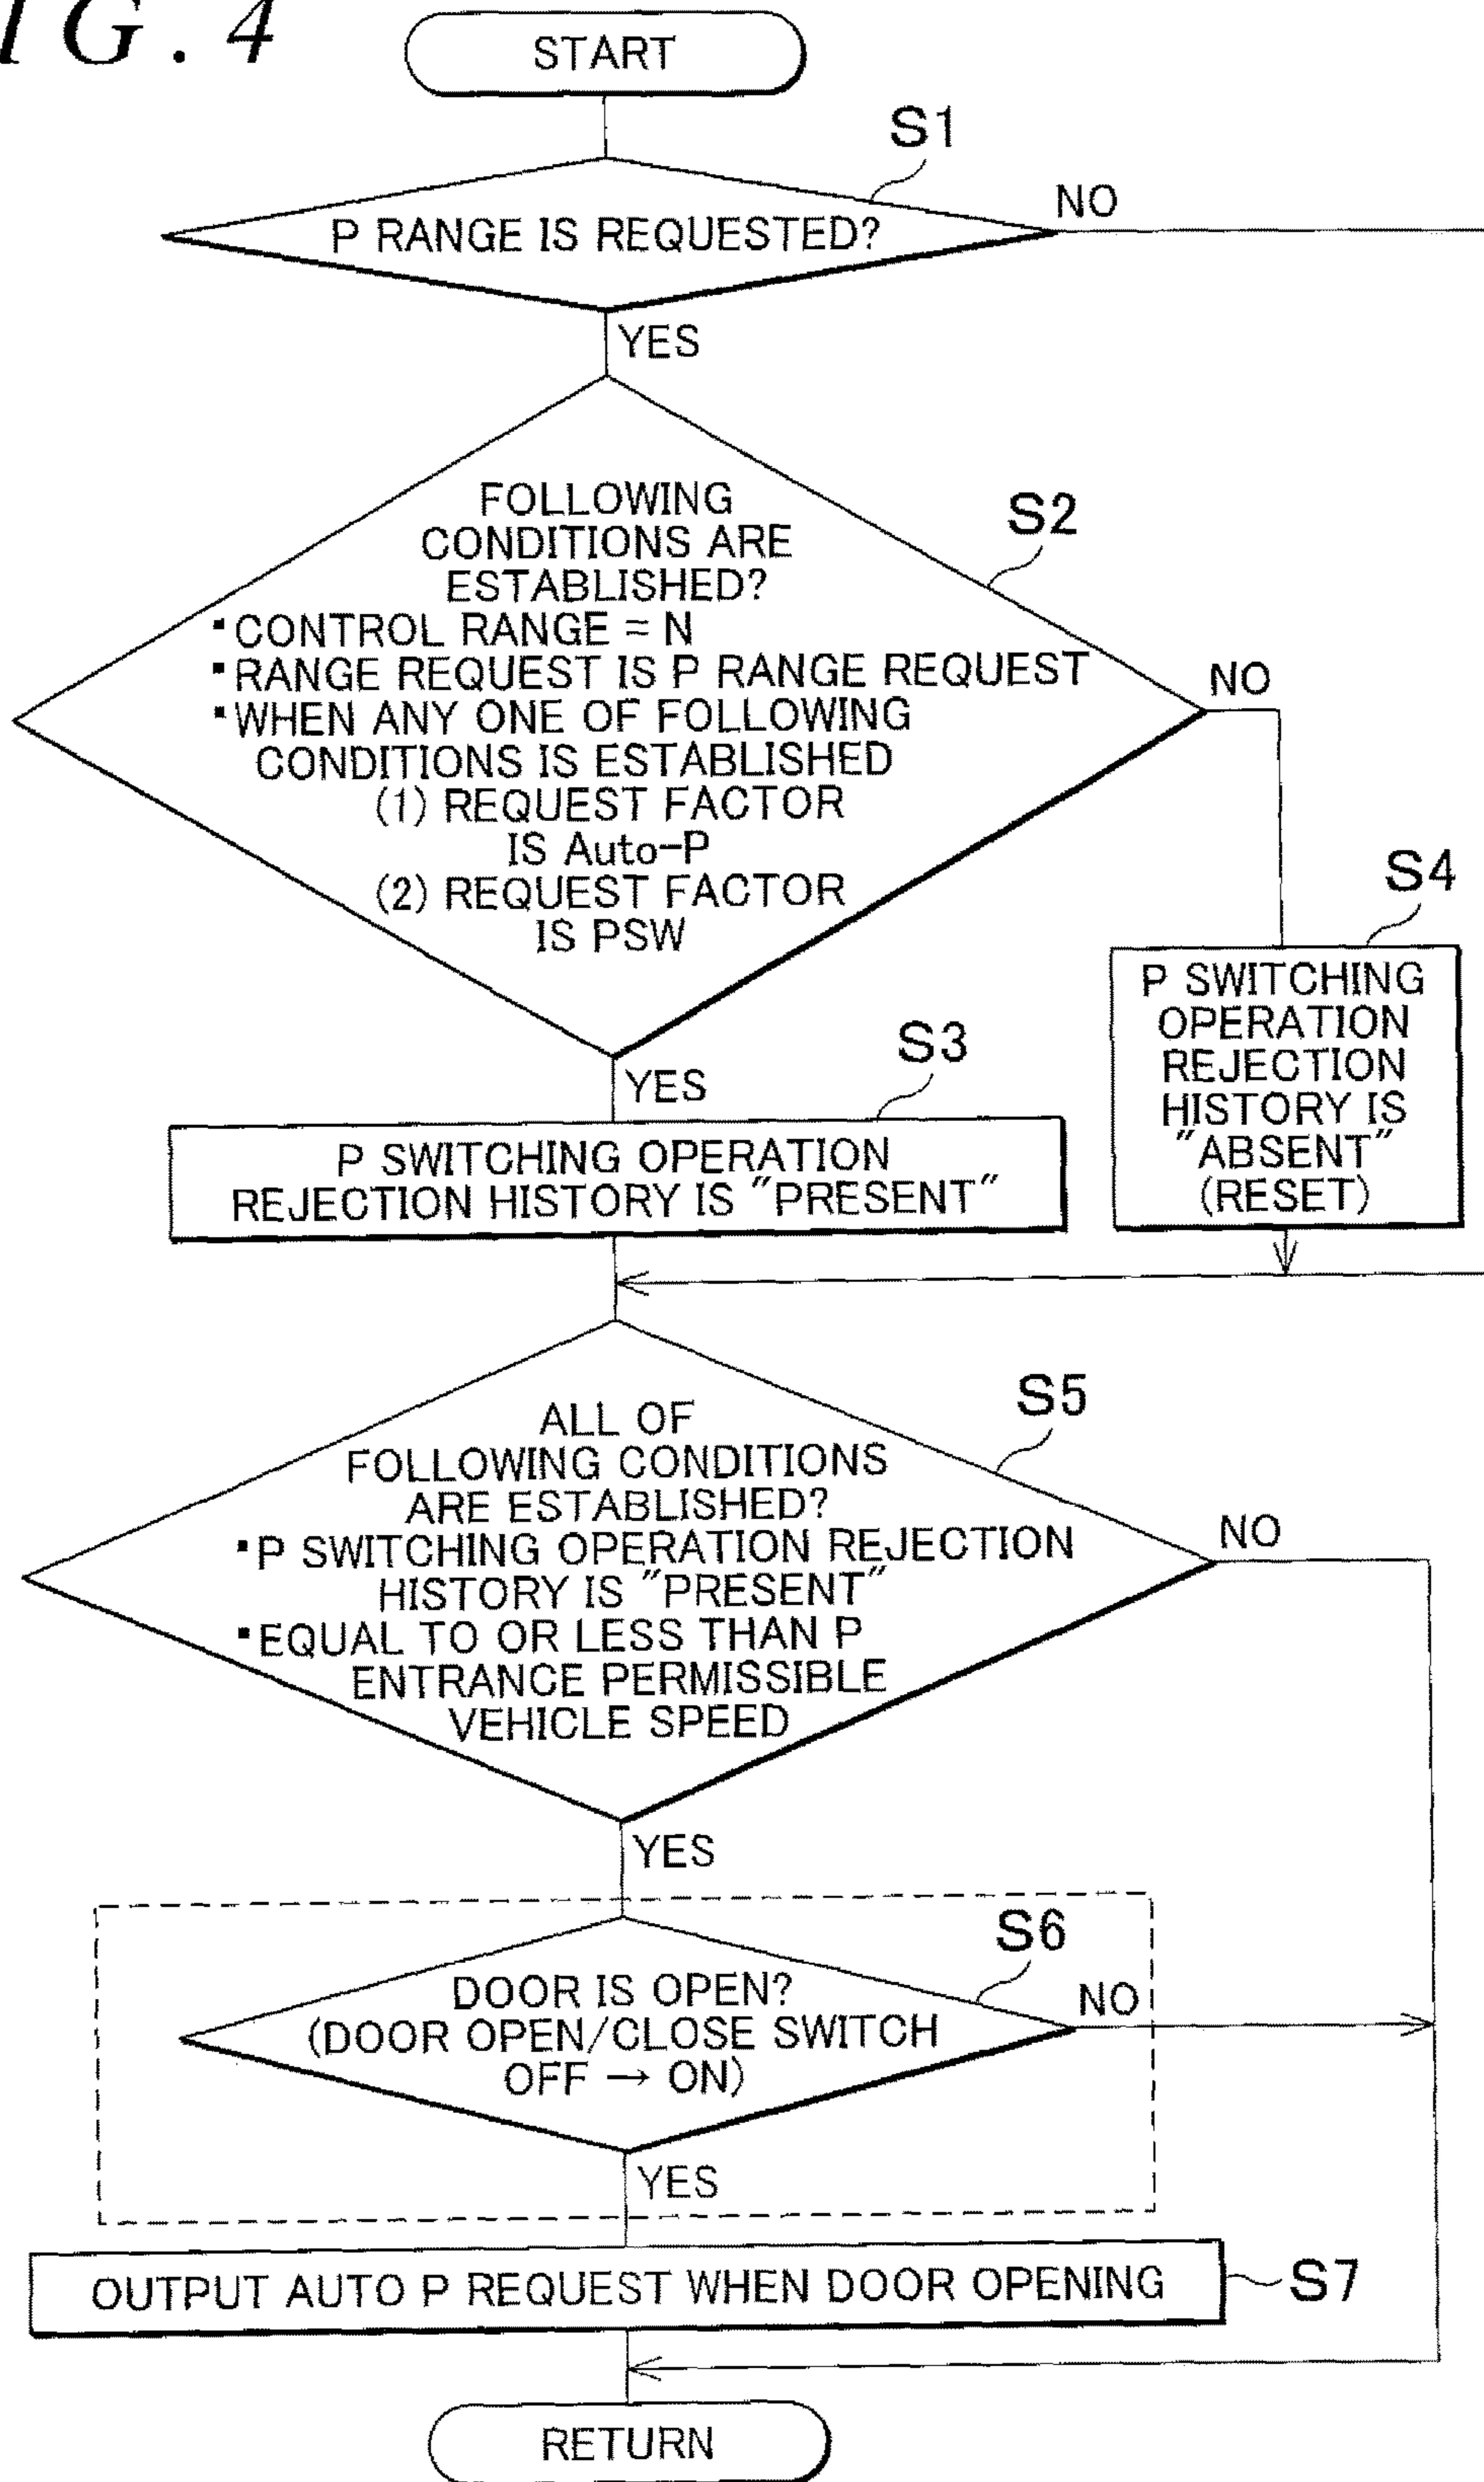 IG. 4
START
S1
P RANGE IS REQUESTED?
NO
YES
FOLLOWING
CONDITIONS ARE
ESTABLISHED?
S2
▪CONTROL RANGE = N
▪RANGE REQUEST IS P RANGE REQUEST
NO
▪WHEN ANY ONE OF FOLLOWING
CONDITIONS IS ESTABLISHED
(1) REQUEST FACTOR
IS Auto-P
(2) REQUEST FACTOR
IS PSW
S4
P SWITCHING
OPERATION
REJECTION
HISTORY IS
"ABSENT"
(RESET)
S3
YES
P SWITCHING OPERATION
REJECTION HISTORY IS "PRESENT"
S5
ALL OF
FOLLOWING CONDITIONS
ARE ESTABLISHED?
▪P SWITCHING OPERATION REJECTION
HISTORY IS "PRESENT"
▪EQUAL TO OR LESS THAN P
ENTRANCE PERMISSIBLE
VEHICLE SPEED
NO
YES
S6
DOOR IS OPEN?
(DOOR OPEN/CLOSE SWITCH
OFF → ON)
NO
YES
OUTPUT AUTO P REQUEST WHEN DOOR OPENING
S7
RETURN